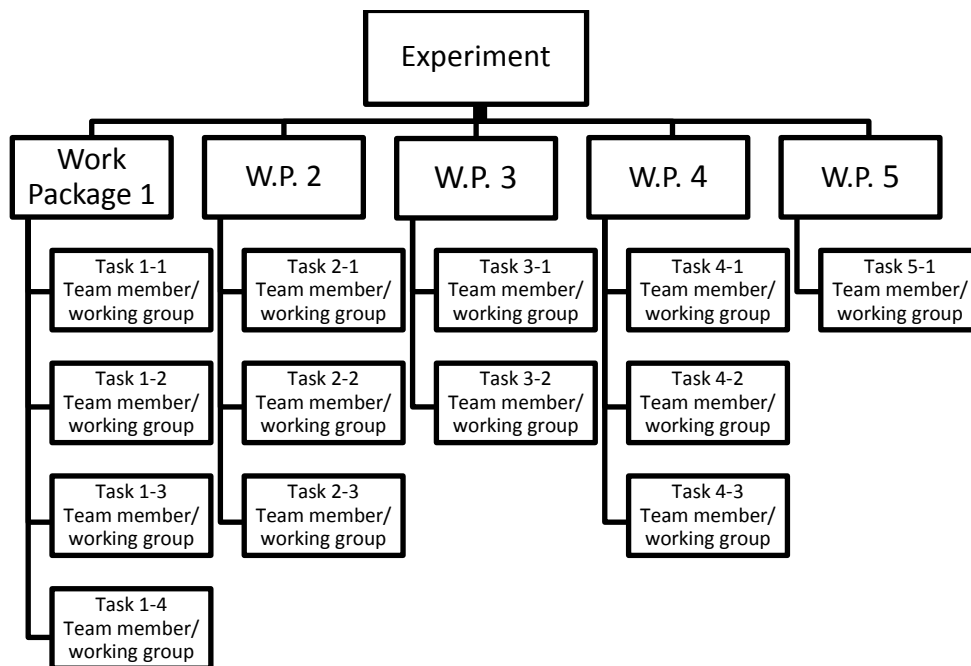 Experiment
Work
Package 1
W.P. 2
W.P. 3
W.P. 4
W.P. 5
Task 1-1
Team member/
working group
Task 2-1
Team member/
working group
Task 3-1
Team member/
working group
Task 4-1
Team member/
working group
Task 5-1
Team member/
working group
Task 1-2
Team member/
working group
Task 2-2
Team member/
working group
Task 3-2
Team member/
working group
Task 4-2
Team member/
working group
Task 1-3
Team member/
working group
Task 2-3
Team member/
working group
Task 4-3
Team member/
working group
Task 1-4
Team member/
working group